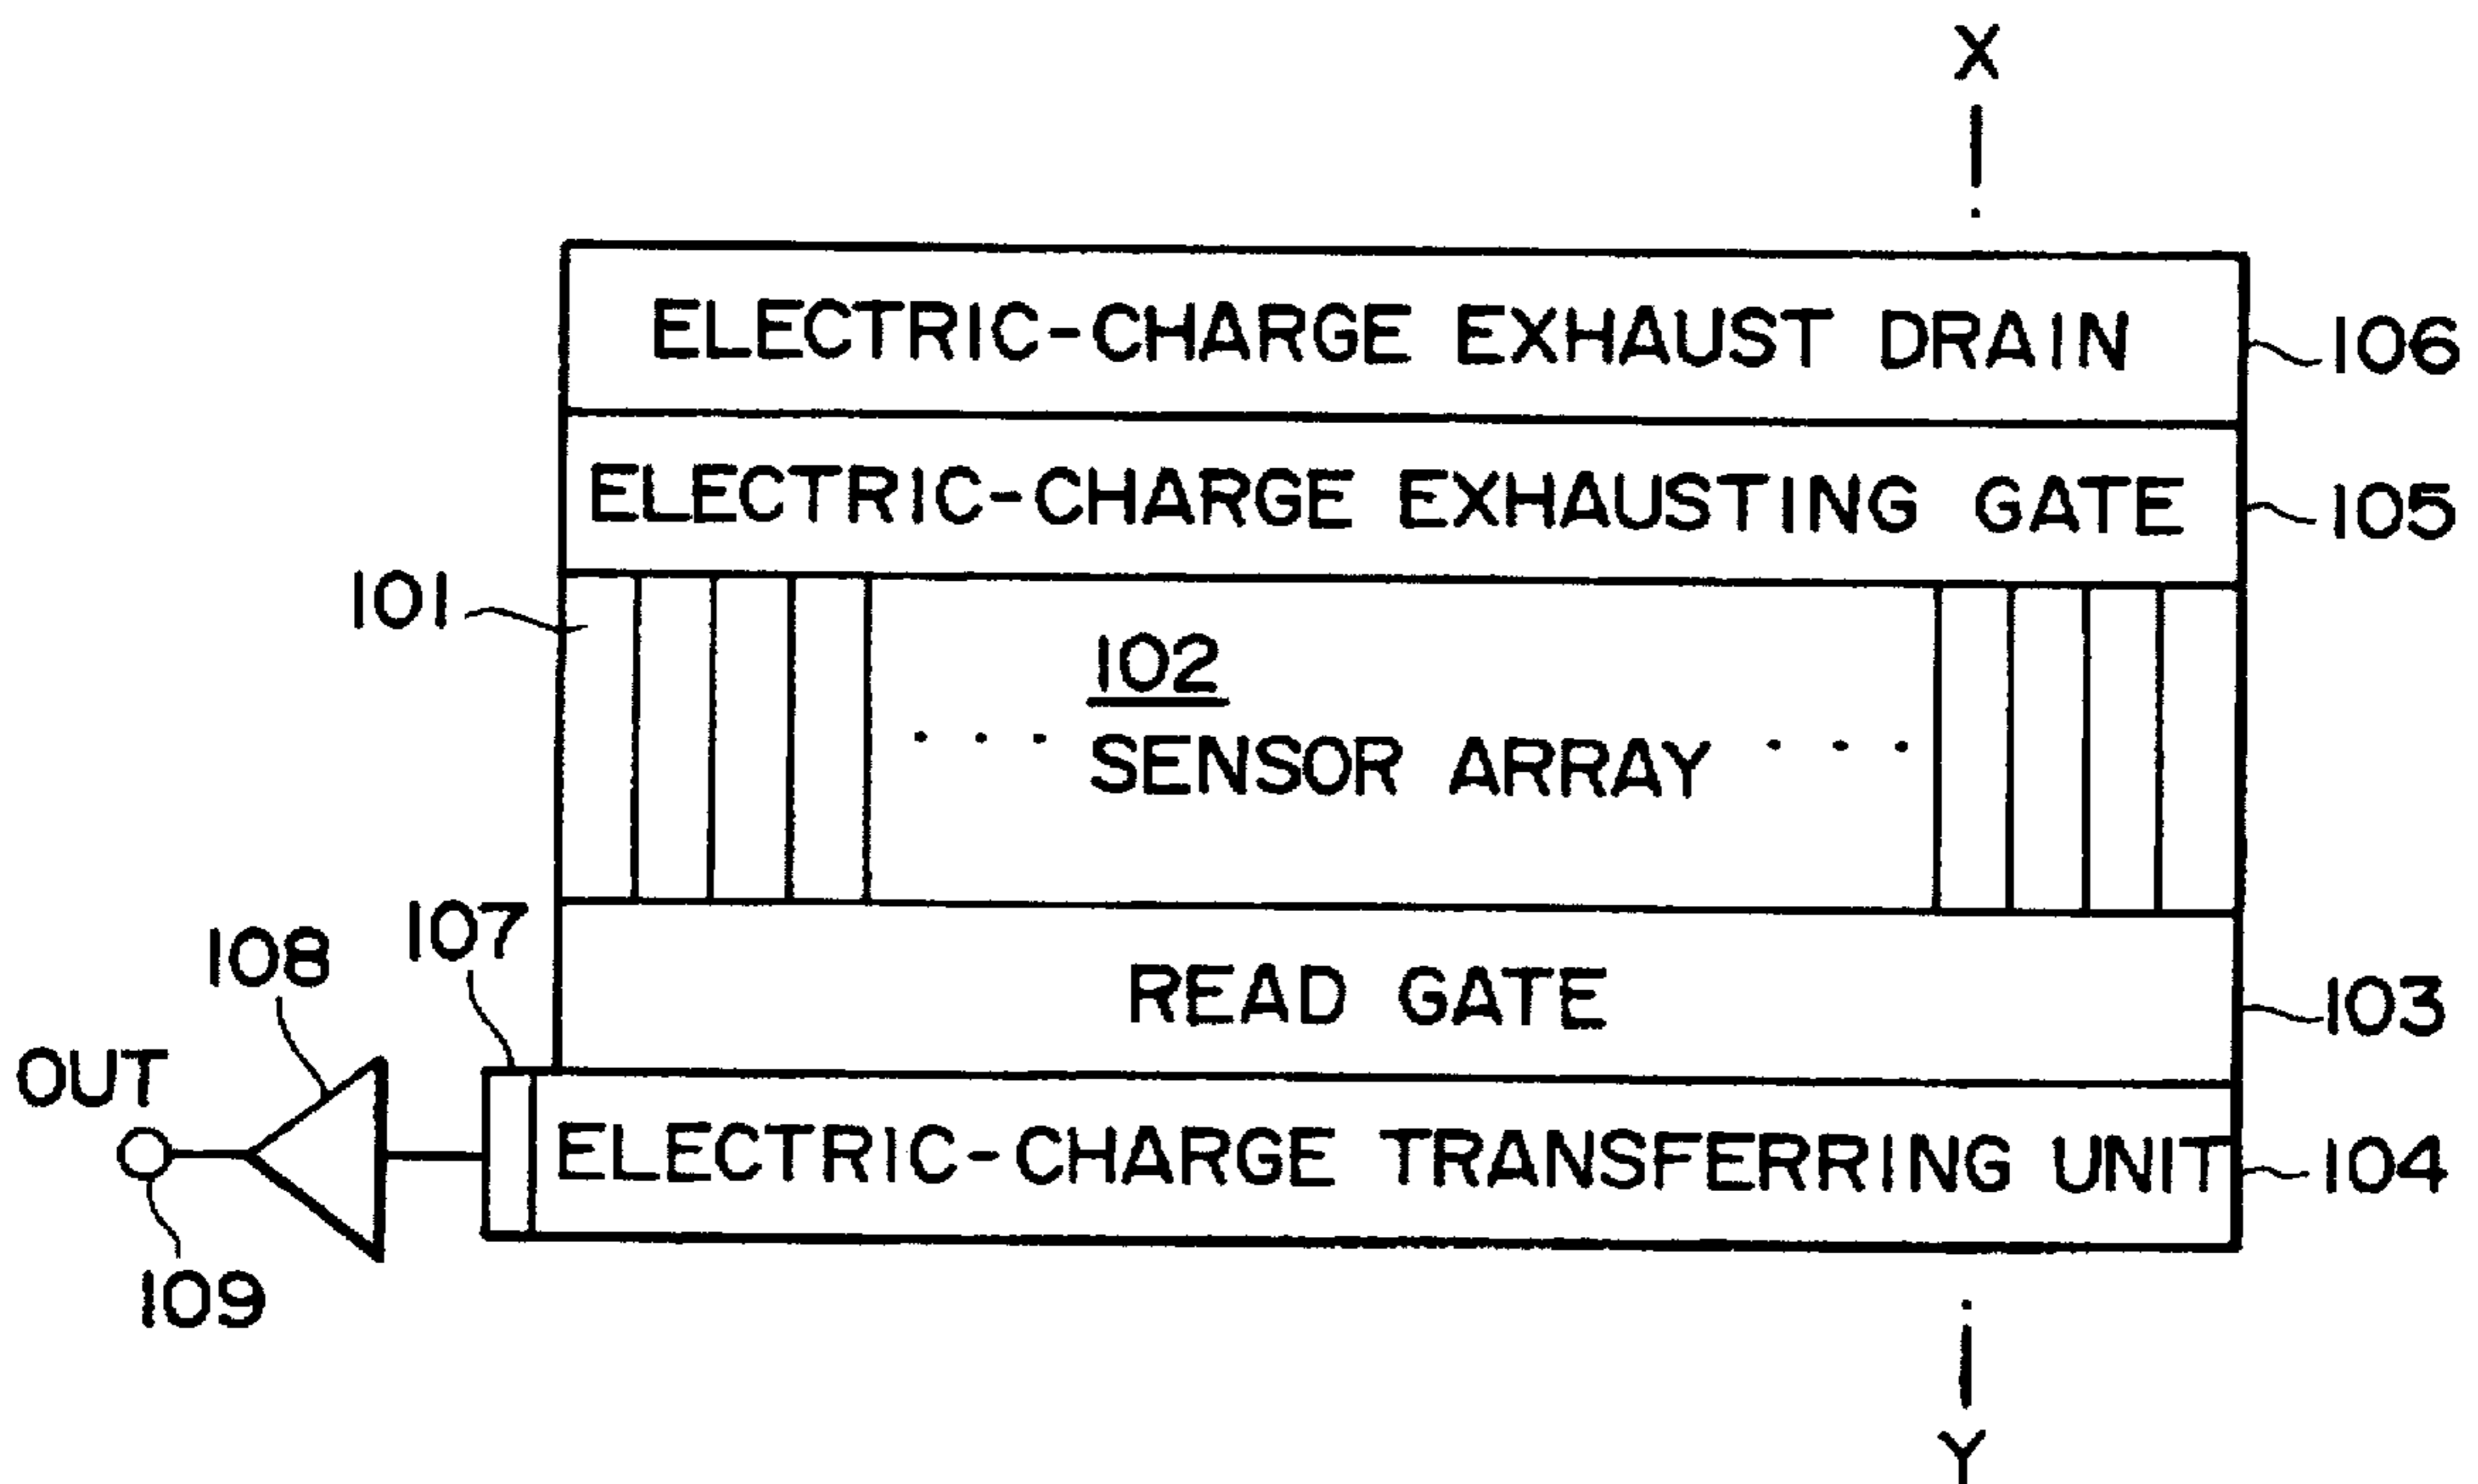 X
ELECTRIC-CHARGE EXHAUST DRAIN
106
ELECTRIC-CHARGE EXHAUSTING GATE
105
101
102
. . . SENSOR ARRAY . . .
107
108
READ GATE
103
OUT
ELECTRIC-CHARGE TRANSFERRING UNIT
104
109
Y